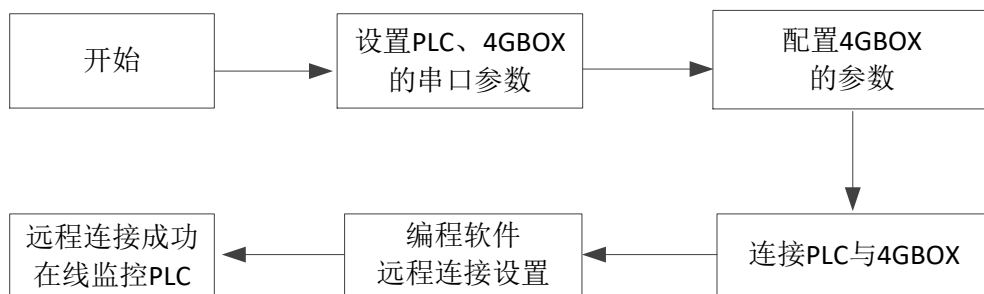 开始
设置PLC、4GBOX
的串口参数
配置4GBOX
的参数
连接PLC与4GBOX
编程软件
远程连接设置
远程连接成功
在线监控PLC